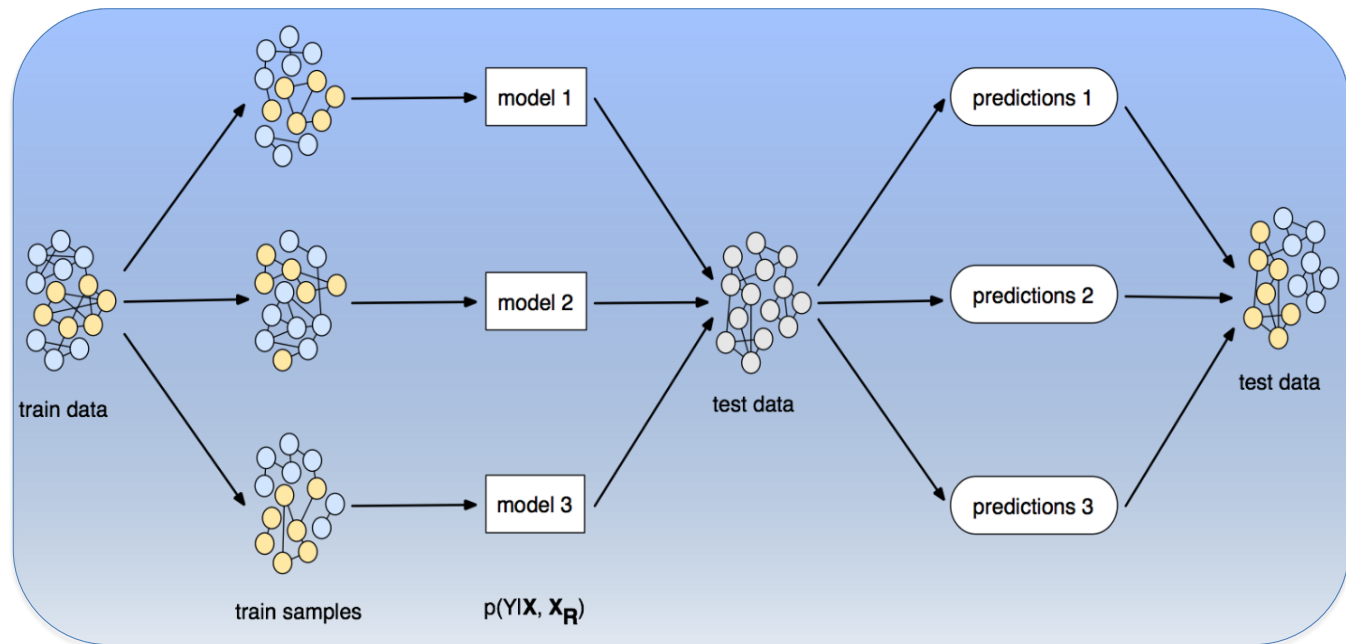 model 1
predictions 1
model 2
predictions 2
train data
test data
test data
model 3
predictions 3
train samples
p(Y|X, XR)